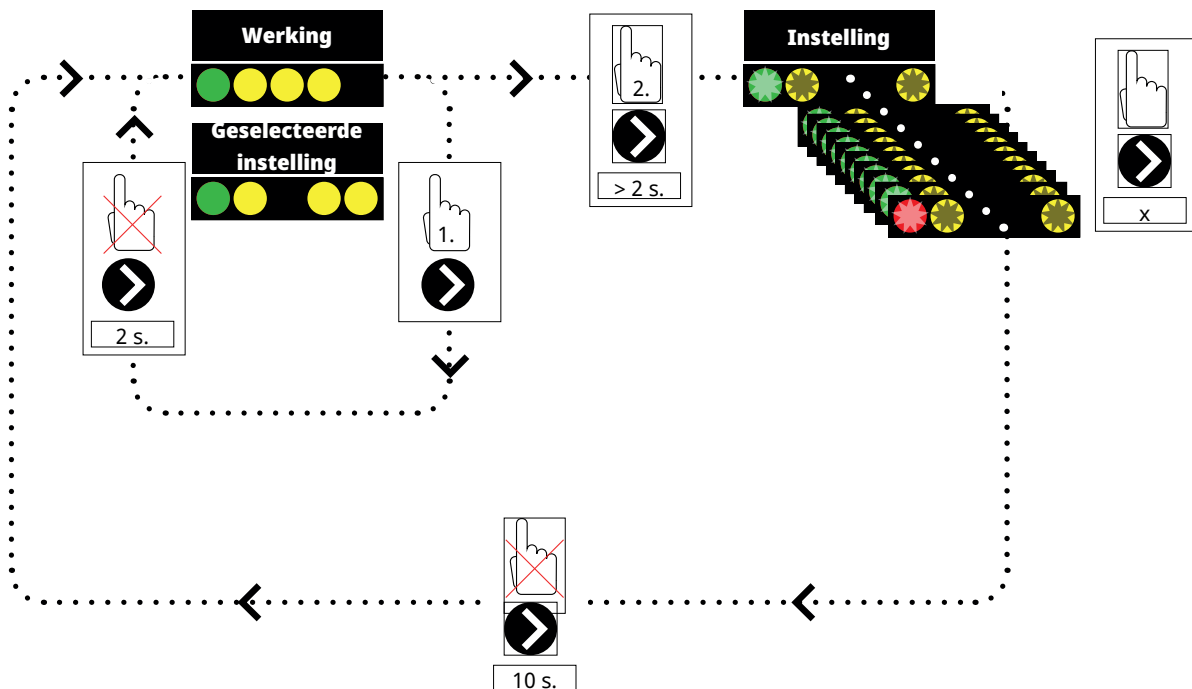 Werking
Geselecteerde
instelling
2 s.
1.
2.
> 2 s.
Instelling
x
10 s.